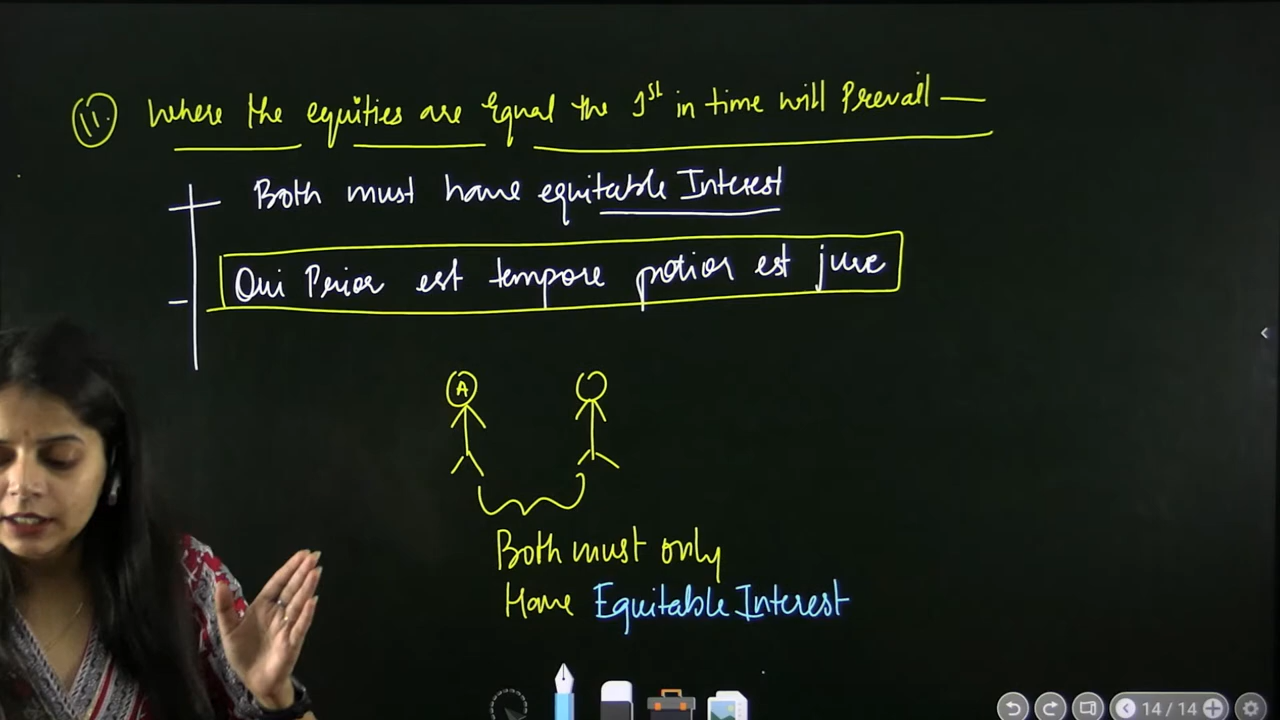 11. Where the equities are Equal the 1st in time will Prevail —
Both must have equitable Interest
Qui Prior est tempore potior est jure
A
Both must only
Have Equitable Interest
14 / 14